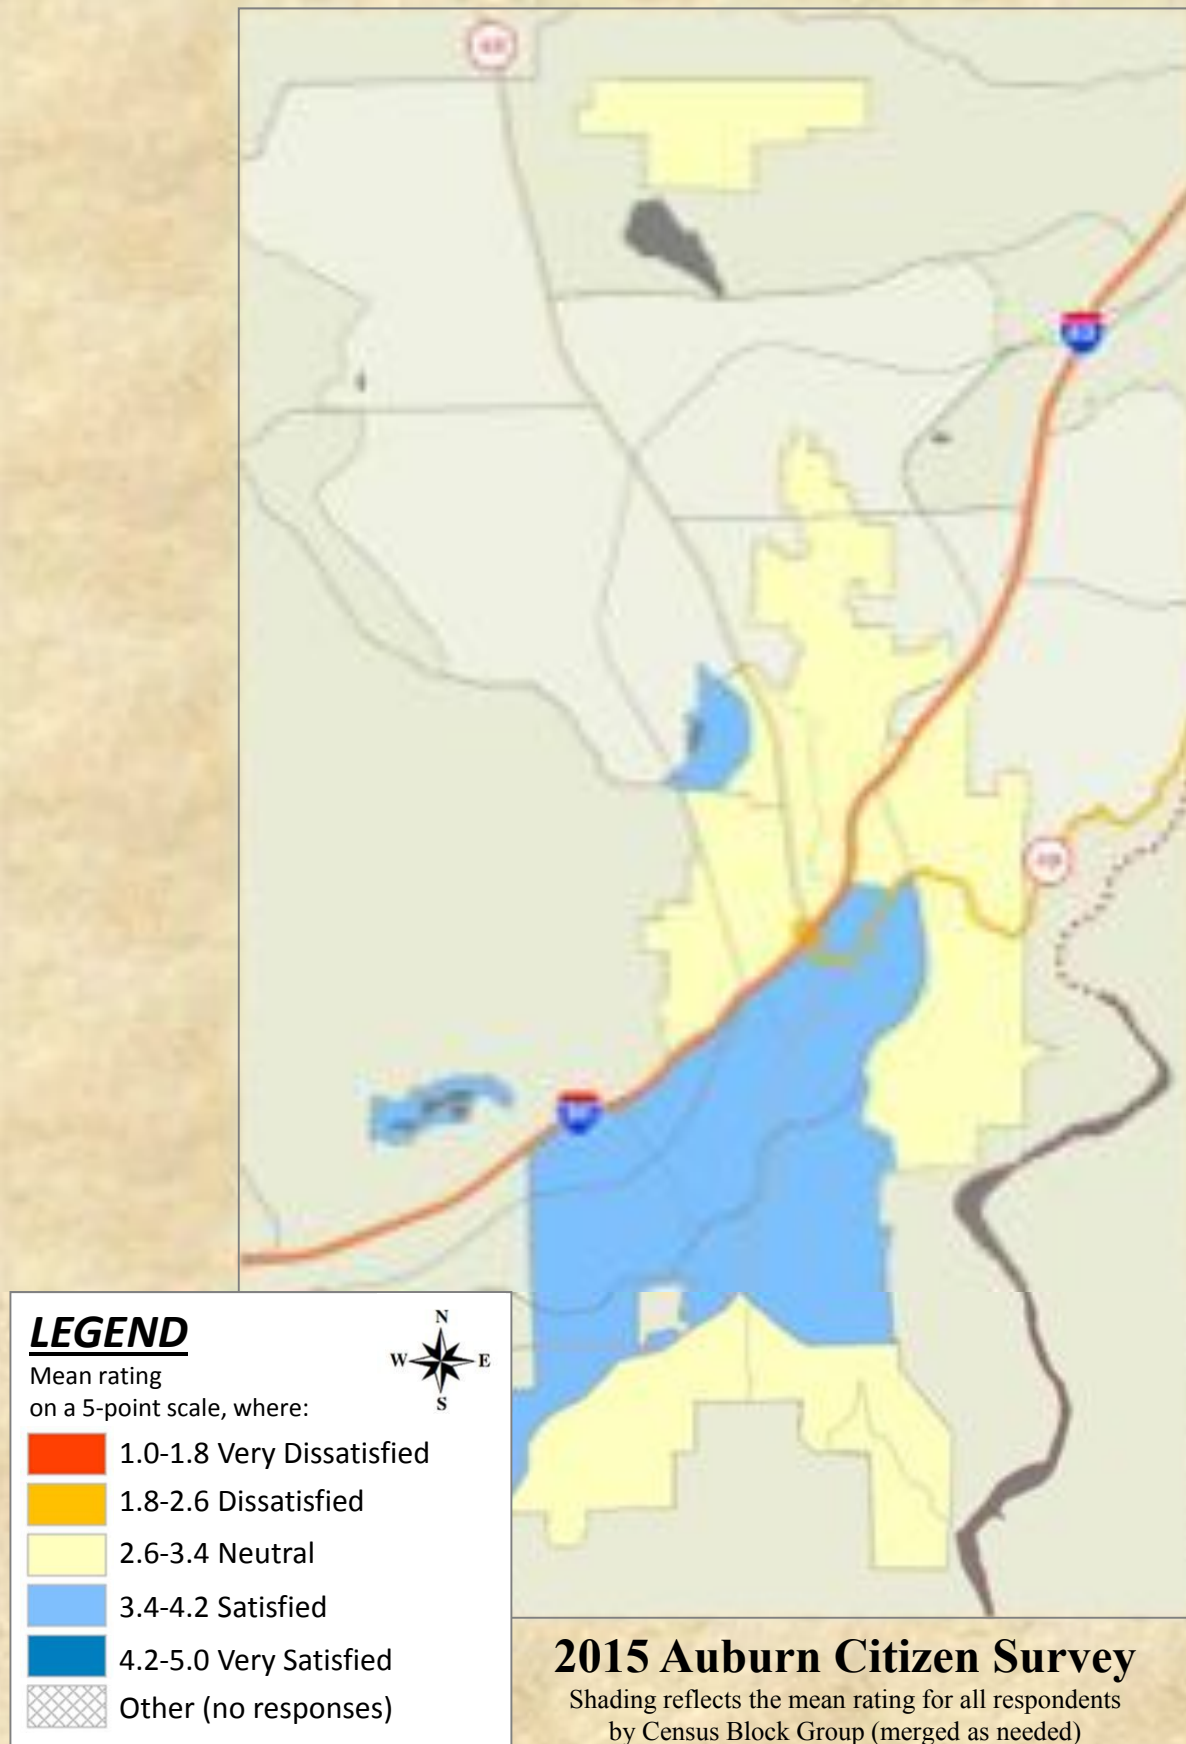 LEGEND
Mean rating
on a 5-point scale, where:
N
W E
S
1.0-1.8 Very Dissatisfied
1.8-2.6 Dissatisfied
2.6-3.4 Neutral
3.4-4.2 Satisfied
4.2-5.0 Very Satisfied
Other (no responses)
2015 Auburn Citizen Survey
Shading reflects the mean rating for all respondents
by Census Block Group (merged as needed)